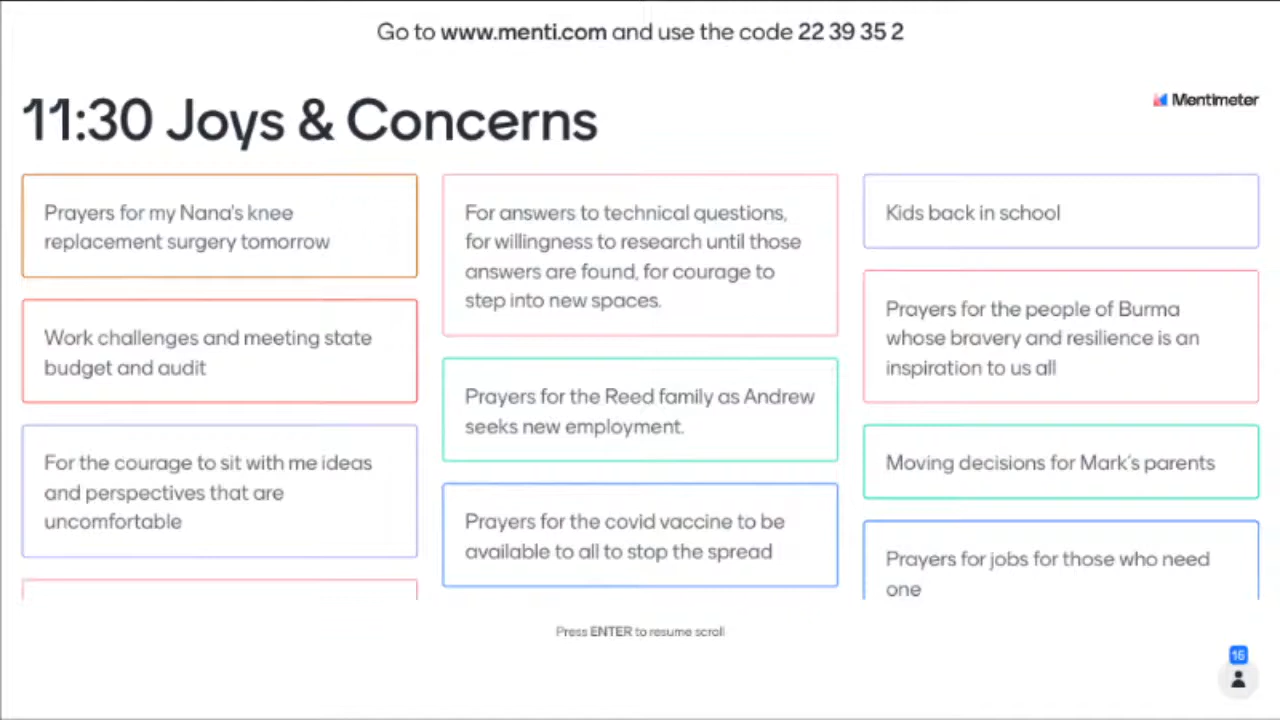 Go to www.menti.com and use the code 22 39 35 2
11:30 Joys & Concerns
Mentimeter
Prayers for my Nana's knee
replacement surgery tomorrow
Work challenges and meeting state
budget and audit
For the courage to sit with me ideas
and perspectives that are
uncomfortable
For answers to technical questions,
for willingness to research until those
answers are found, for courage to
step into new spaces.
Prayers for the Reed family as Andrew
seeks new employment.
Prayers for the covid vaccine to be
available to all to stop the spread
Kids back in school
Prayers for the people of Burma
whose bravery and resilience is an
inspiration to us all
Moving decisions for Mark's parents
Prayers for jobs for those who need
one
Press ENTER to resume scroll
16